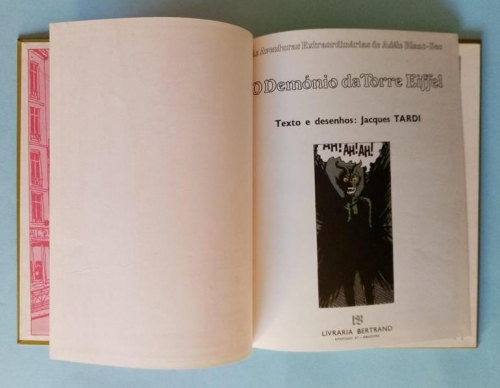 As Aventuras Extraordinárias de Adèle Blanc-Sec
O Demónio da Torre Eiffel
Texto e desenhos: Jacques TARDI
AH! AH! AH!
LIVRARIA BERTRAND